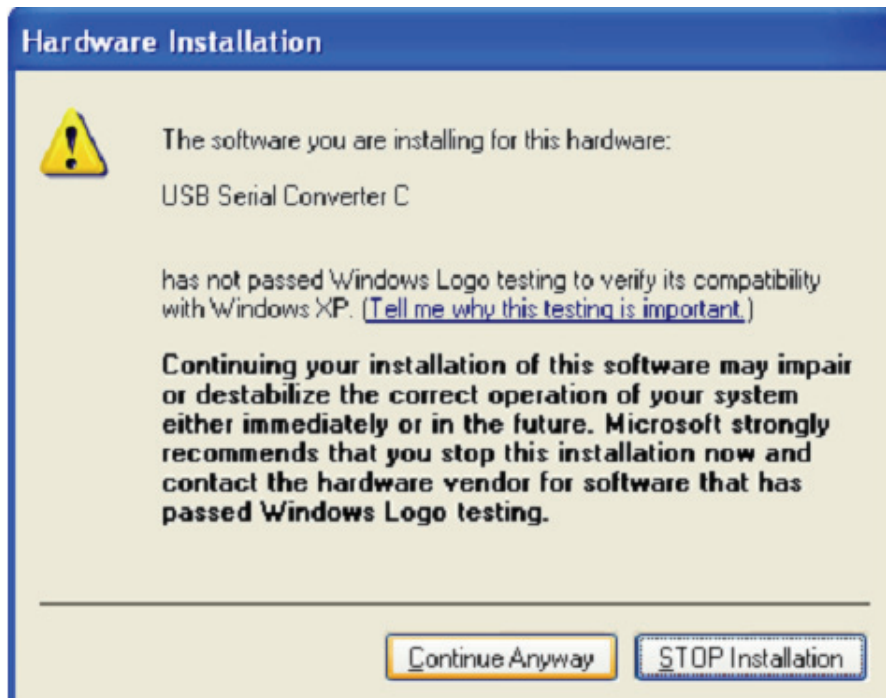 Hardware Installation
The software you are installing for this hardware:
USB Serial Converter C
has not passed Windows Logo testing to verify its compatibility
with Windows XP. (Tell me why this testing is important.)
Continuing your installation of this software may impair
or destabilize the correct operation of your system
either immediately or in the future. Microsoft strongly
recommends that you stop this installation now and
contact the hardware vendor for software that has
passed Windows Logo testing.
Continue Anyway
STOP Installation